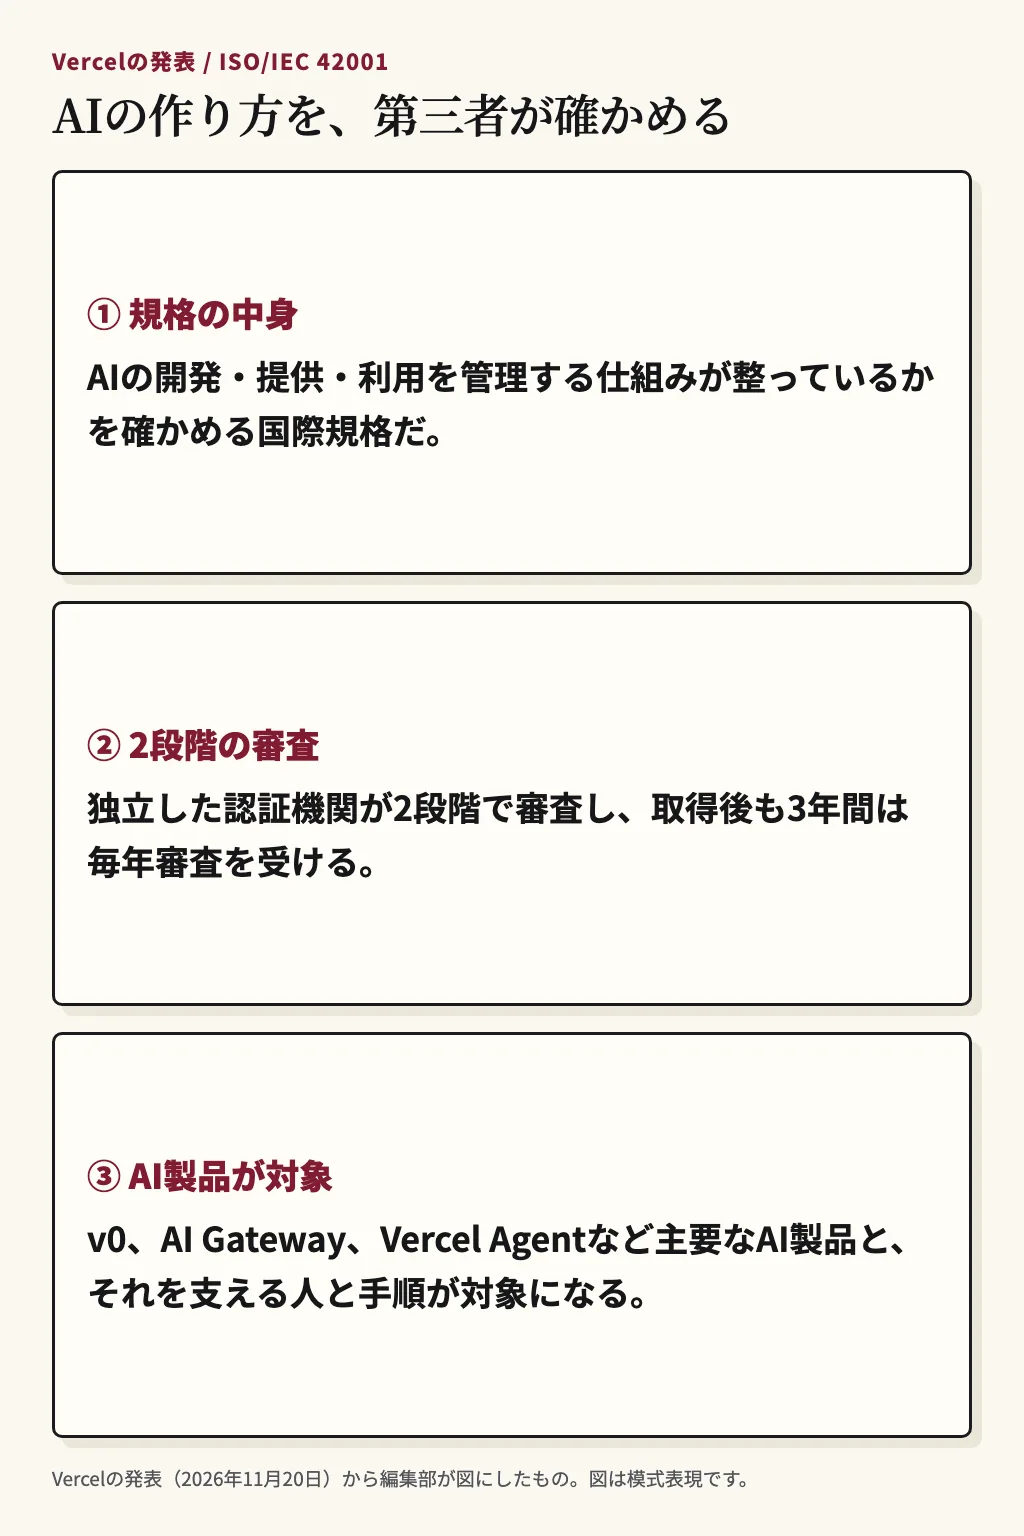 Vercelの発表 / ISO/IEC 42001
AIの作り方を、第三者が確かめる
① 規格の中身
AIの開発・提供・利用を管理する仕組みが整っているか
を確かめる国際規格だ。
② 2段階の審査
独立した認証機関が2段階で審査し、取得後も3年間は
毎年審査を受ける。
③ AI製品が対象
v0、AI Gateway、Vercel Agentなど主要なAI製品と、
それを支える人と手順が対象になる。
Vercelの発表（2026年11月20日）から編集部が図にしたもの。図は模式表現です。